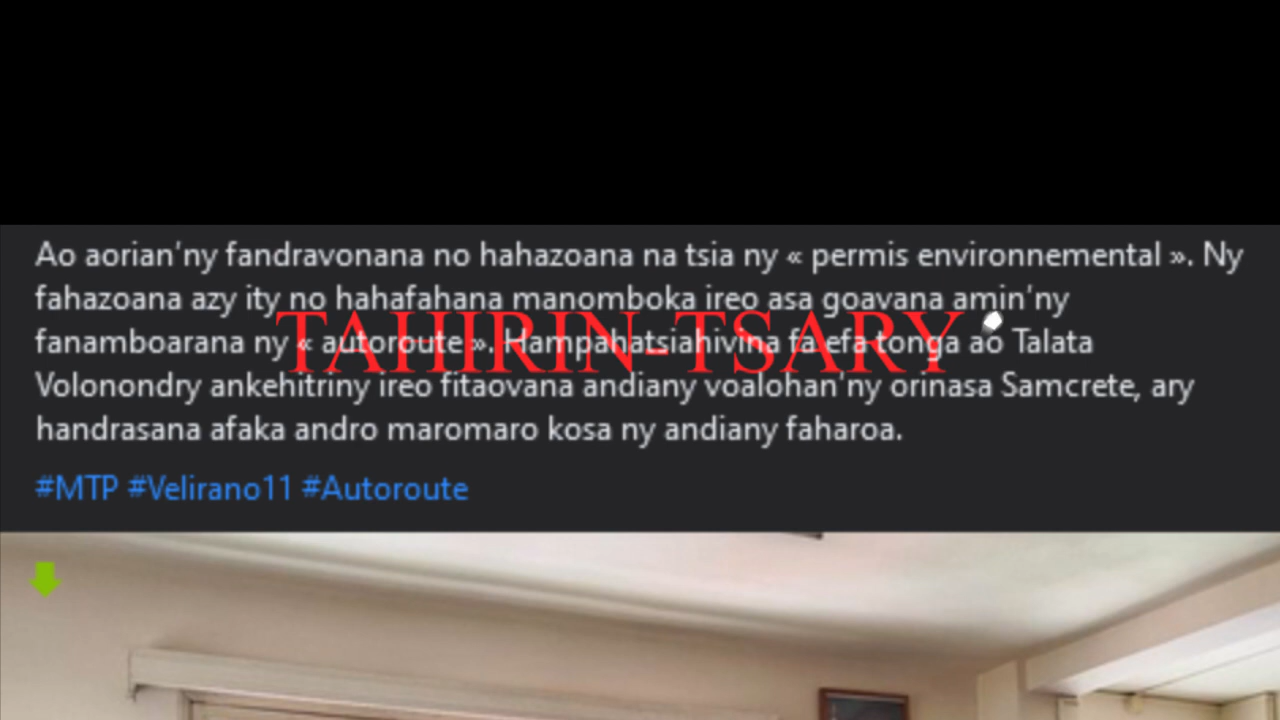 Ao aorian'ny fandravonana no hahazoana na tsia ny « permis environnemental ». Ny
fahazoana azy ity no hahafahana manomboka ireo asa goavana amin'ny
TAHIRIN-TSARY
fanamboarana ny « autoroute ». Hampahatsiahivina fa efa tonga ao Talata
Volonondry ankehitriny ireo fitaovana andiany voalohan'ny orinasa Samcrete, ary
handrasana afaka andro maromaro kosa ny andiany faharoa.
#MTP #Velirano11 #Autoroute